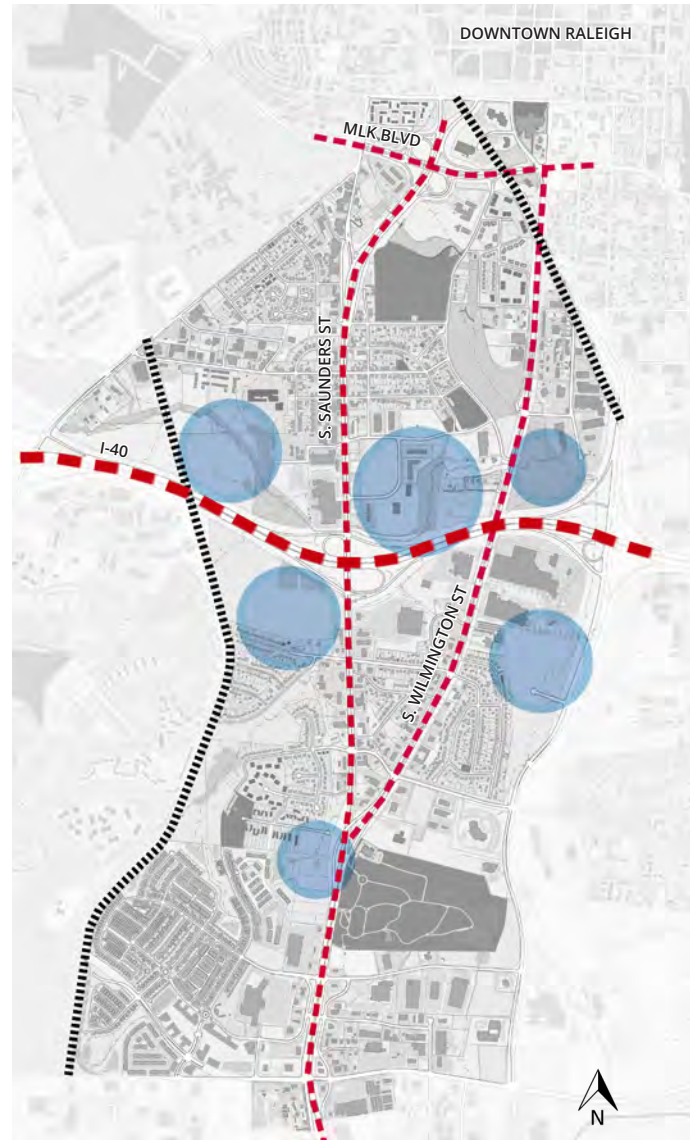 DOWNTOWN RALEIGH
MLK BLVD
S. SAUNDERS ST
I-40
S. WILMINGTON ST
N